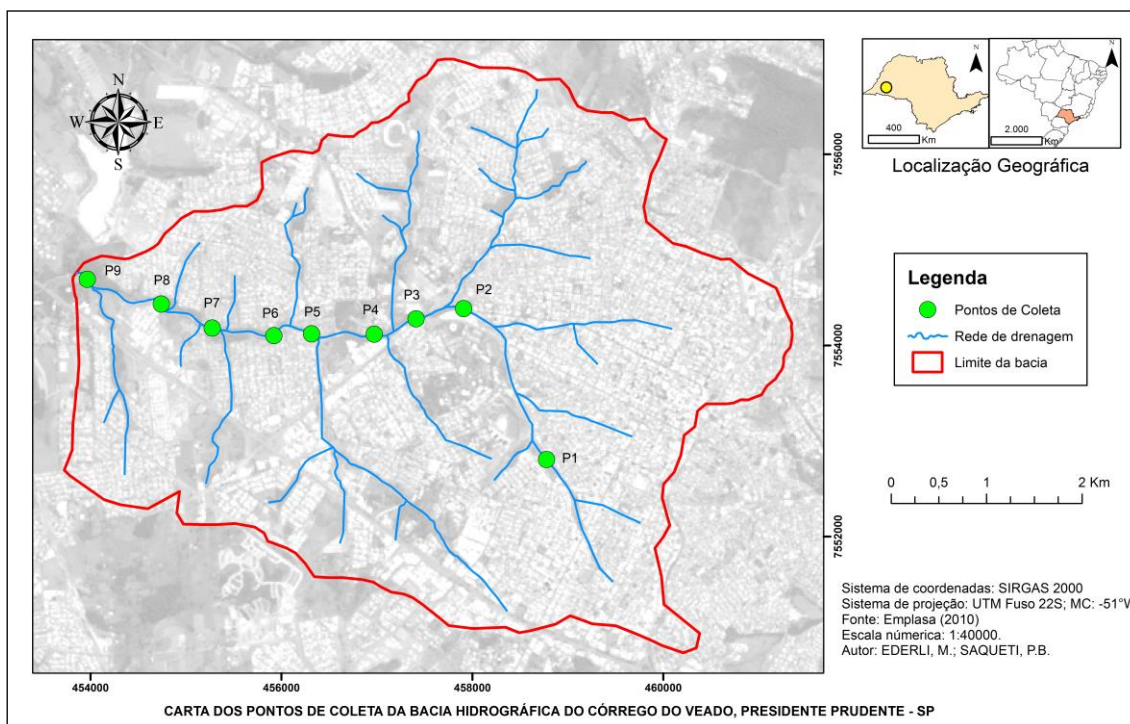 N
W E
S
P9
P8
P7
P6
P5
P4
P3
P2
P1
7556000
7554000
7552000
454000
456000
458000
460000
CARTA DOS PONTOS DE COLETA DA BACIA HIDROGRÁFICA DO CÓRREGO DO VEADO, PRESIDENTE PRUDENTE - SP
N
400
Km
N
2.000
Km
Localização Geográfica
Legenda
Pontos de Coleta
Rede de drenagem
Limite da bacia
0 0,5 1 2 Km
Sistema de coordenadas: SIRGAS 2000
Sistema de projeção: UTM Fuso 22S; MC: -51°W
Fonte: Emplasa (2010)
Escala númerica: 1:40000.
Autor: EDERLI, M.; SAQUETI, P.B.